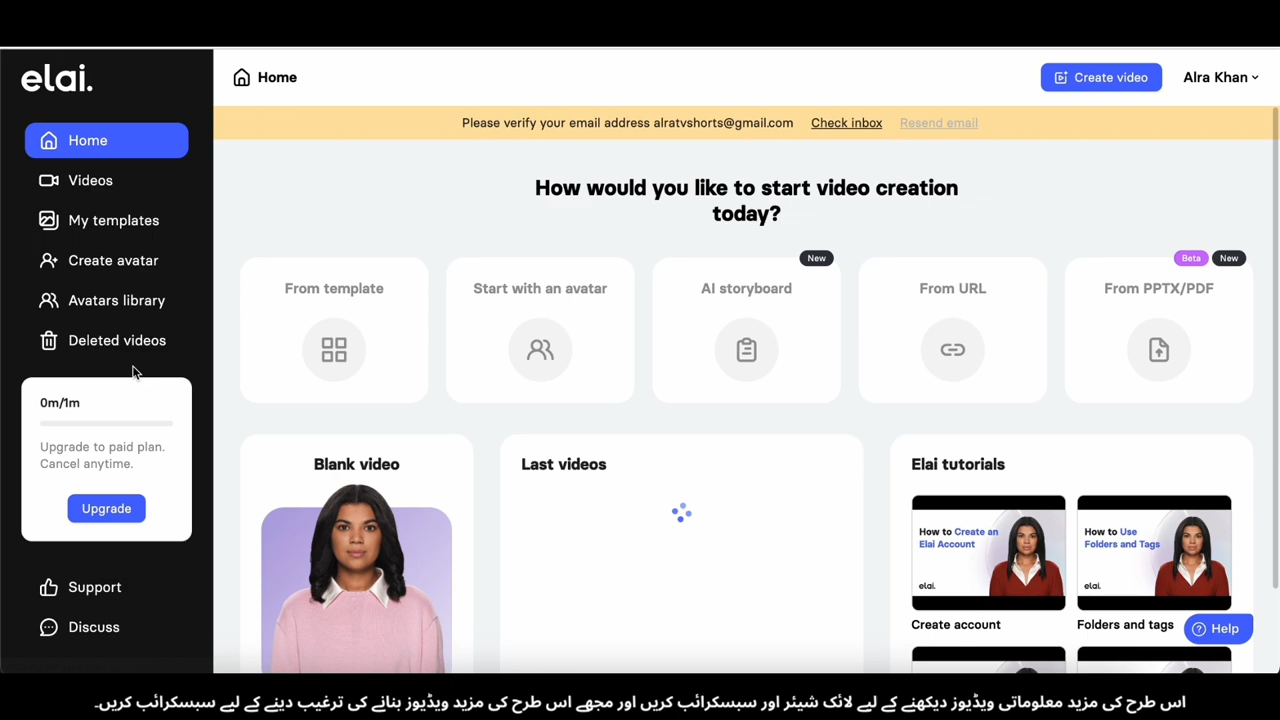 elai.
Home
Videos
My templates
Create avatar
Avatars library
Deleted videos
0m/1m
Upgrade to paid plan.
Cancel anytime.
Upgrade
Support
Discuss
Home
Create video
Alra Khan
Please verify your email address alratvshorts@gmail.com Check inbox Resend email
How would you like to start video creation
today?
From template
Start with an avatar
New
AI storyboard
From URL
Beta New
From PPTX/PDF
Blank video
Last videos
Elai tutorials
How to Create an
Elai Account
elai.
Create account
How to Use
Folders and Tags
elai.
Folders and tags
Help
اس طرح کی مزید معلوماتی ویڈیوز دیکھنے کے لیے لائک شیئر اور سبسکرائب کریں اور مجھے اس طرح کی مزید ویڈیوز بنانے کی ترغیب دینے کے لیے سبسکرائب کریں۔